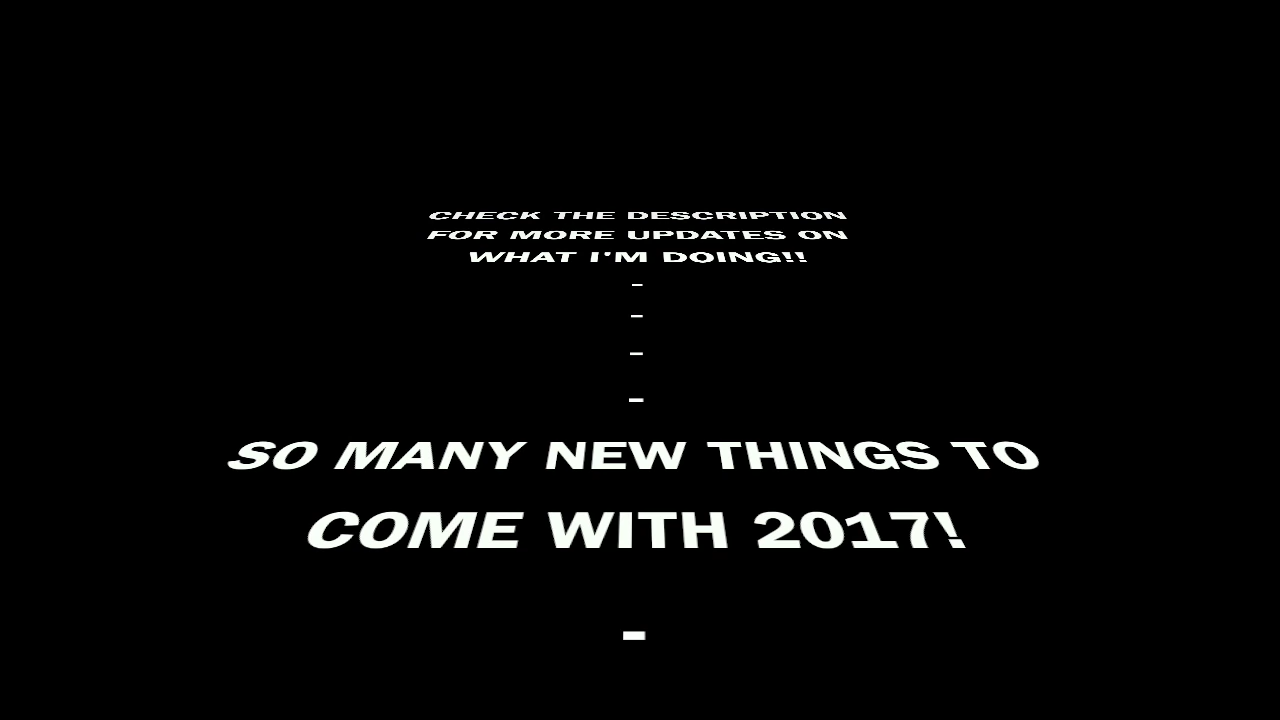 CHECK THE DESCRIPTION
FOR MORE UPDATES ON
WHAT I'M DOING!!
-
-
-
-
SO MANY NEW THINGS TO
COME WITH 2017!
-